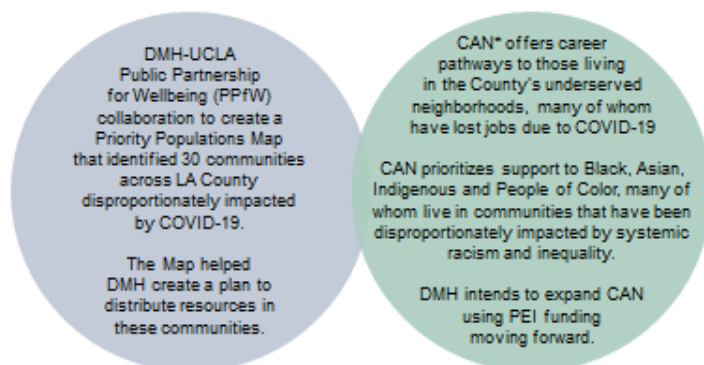 DMH-UCLA
Public Partnership
for Wellbeing (PPfW)
collaboration to create a
Priority Populations Map
that identified 30 communities
across LA County
disproportionately impacted
by COVID-19.
The Map helped
DMH create a plan to
distribute resources in
these communities.
CAN* offers career
pathways to those living
in the County's underserved
neighborhoods, many of whom
have lost jobs due to COVID-19
CAN prioritizes support to Black, Asian,
Indigenous and People of Color, many of
whom live in communities that have been
disproportionately impacted by systemic
racism and inequality.
DMH intends to expand CAN
using PEI funding
moving forward.